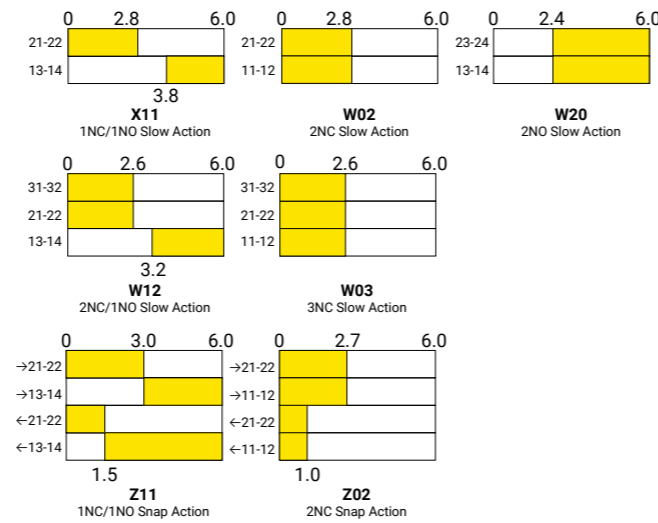 0 2.8 6.0
21-22
13-14
3.8
X11
1NC/1NO Slow Action
0 2.8 6.0
21-22
11-12
W02
2NC Slow Action
0 2.4 6.0
23-24
13-14
W20
2NO Slow Action
0 2.6 6.0
31-32
21-22
13-14
3.2
W12
2NC/1NO Slow Action
0 2.6 6.0
31-32
21-22
11-12
W03
3NC Slow Action
0 3.0 6.0
→21-22
→13-14
←21-22
←13-14
1.5
Z11
1NC/1NO Snap Action
0 2.7 6.0
→21-22
→11-12
←21-22
←11-12
1.0
Z02
2NC Snap Action